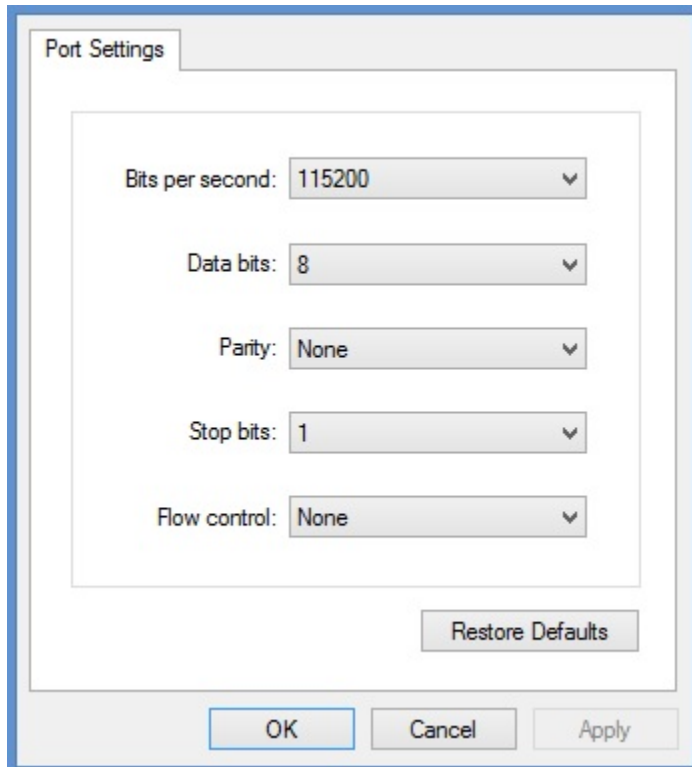 Port Settings
Bits per second: 115200
Data bits: 8
Parity: None
Stop bits: 1
Flow control: None
Restore Defaults
OK Cancel Apply